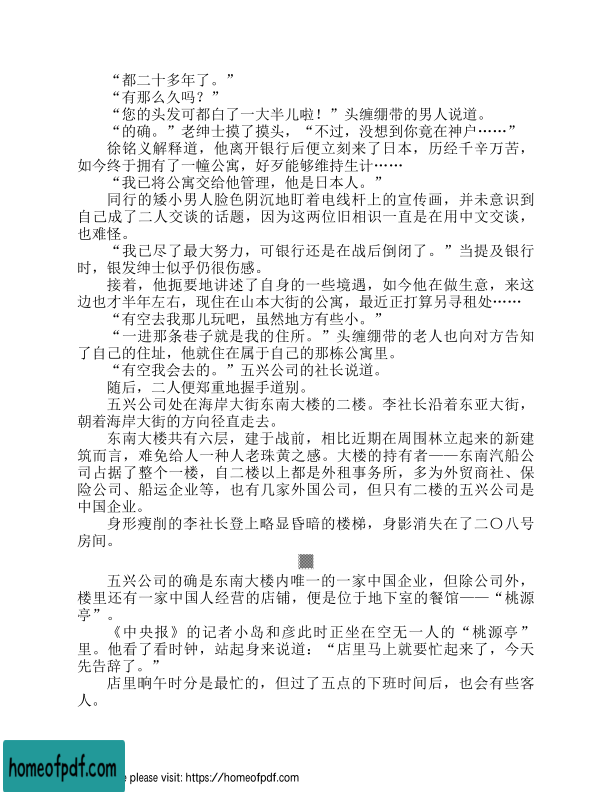 “都二十多年了。”
“有那么久吗？”
“您的头发可都白了一大半儿啦！”头缠绷带的男人说道。
“的确。”老绅士摸了摸头，“不过，没想到你竟在神户……”
徐铭义解释道，他离开银行后便立刻来了日本，历经千辛万苦，
如今终于拥有了一幢公寓，好歹能够维持生计……
“我已将公寓交给他管理，他是日本人。”
同行的矮小男人脸色阴沉地盯着电线杆上的宣传画，并未意识到
自己成了二人交谈的话题，因为这两位旧相识一直是在用中文交谈，
也难怪。
“我已尽了最大努力，可银行还是在战后倒闭了。”当提及银行
时，银发绅士似乎仍很伤感。
接着，他扼要地讲述了自身的一些境遇，如今他在做生意，来这
边也才半年左右，现住在山本大街的公寓，最近正打算另寻租处……
“有空去我那儿玩吧，虽然地方有些小。”
“一进那条巷子就是我的住所。”头缠绷带的老人也向对方告知
了自己的住址，他就住在属于自己的那栋公寓里。
“有空我会去的。”五兴公司的社长说道。
随后，二人便郑重地握手道别。
五兴公司处在海岸大街东南大楼的二楼。李社长沿着东亚大街，
朝着海岸大街的方向径直走去。
东南大楼共有六层，建于战前，相比近期在周围林立起来的新建
筑而言，难免给人一种人老珠黄之感。大楼的持有者——东南汽船公
司占据了整个一楼，自二楼以上都是外租事务所，多为外贸商社、保
险公司、船运企业等，也有几家外国公司，但只有二楼的五兴公司是
中国企业。
身形瘦削的李社长登上略显昏暗的楼梯，身影消失在了二〇八号
房间。
五兴公司的确是东南大楼内唯一的一家中国企业，但除公司外，
楼里还有一家中国人经营的店铺，便是位于地下室的餐馆——“桃源
亭”。
《中央报》的记者小岛和彦此时正坐在空无一人的“桃源亭”
里。他看了看时钟，站起身来说道：“店里马上就要忙起来了，今天
先告辞了。”
店里晌午时分是最忙的，但过了五点的下班时间后，也会有些客
人。
homeofpdf.com
e please visit: https://homeofpdf.com